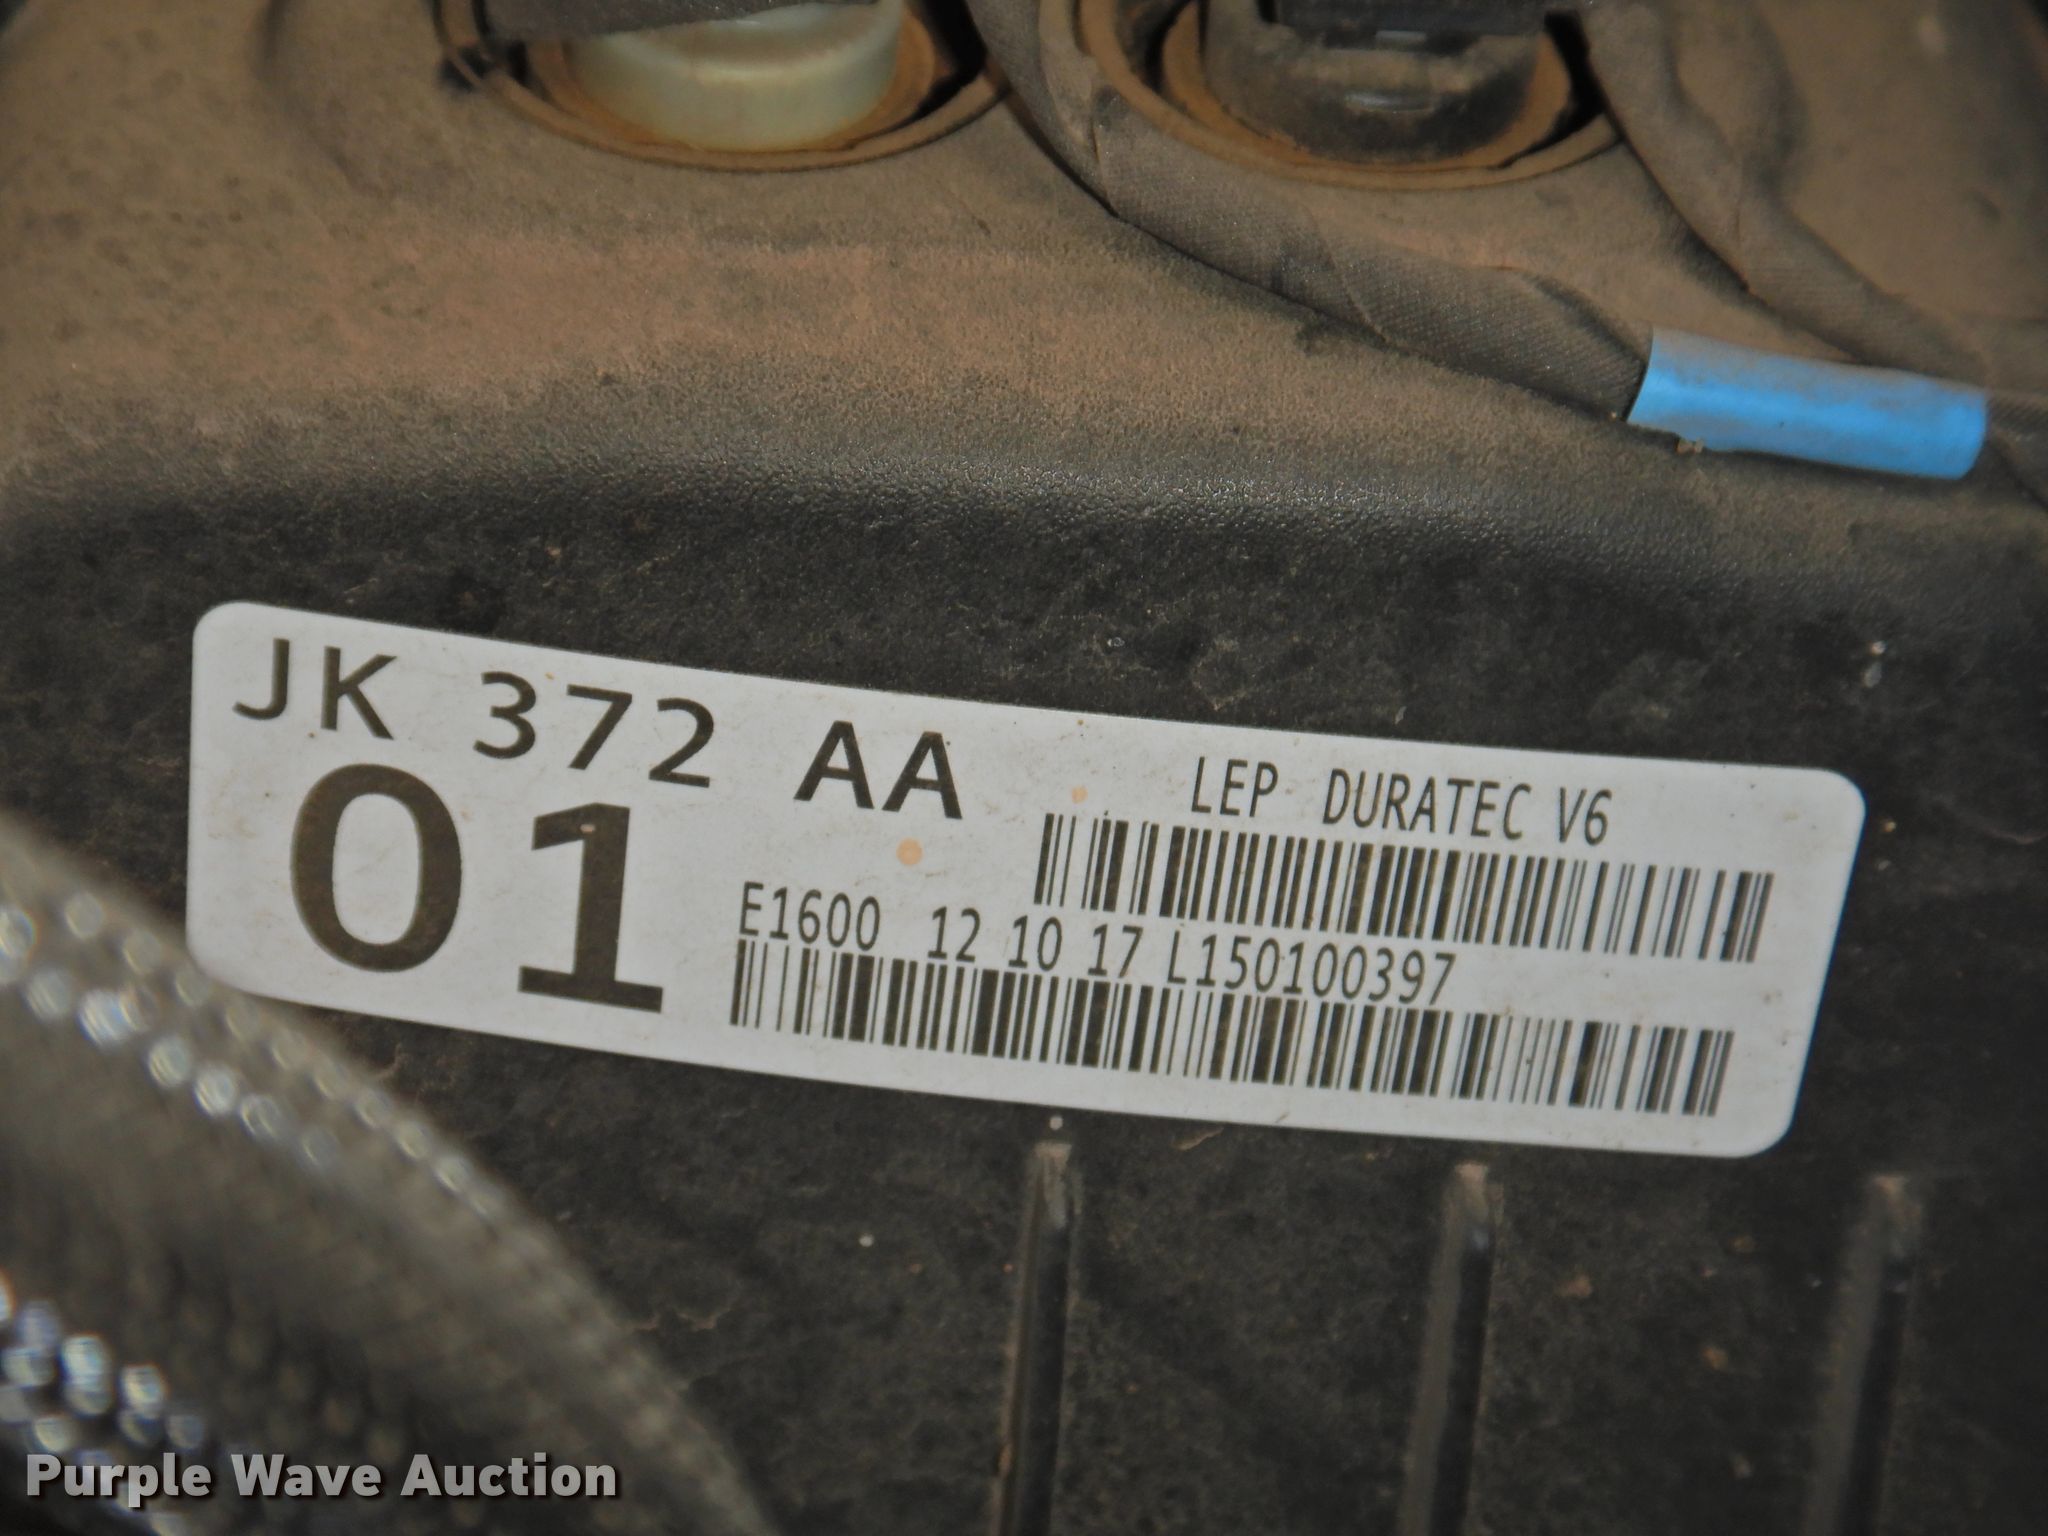 JK 372 AA
01
LEP DURATEC V6
E1600 12 10 17 L150100397
Purple Wave Auction